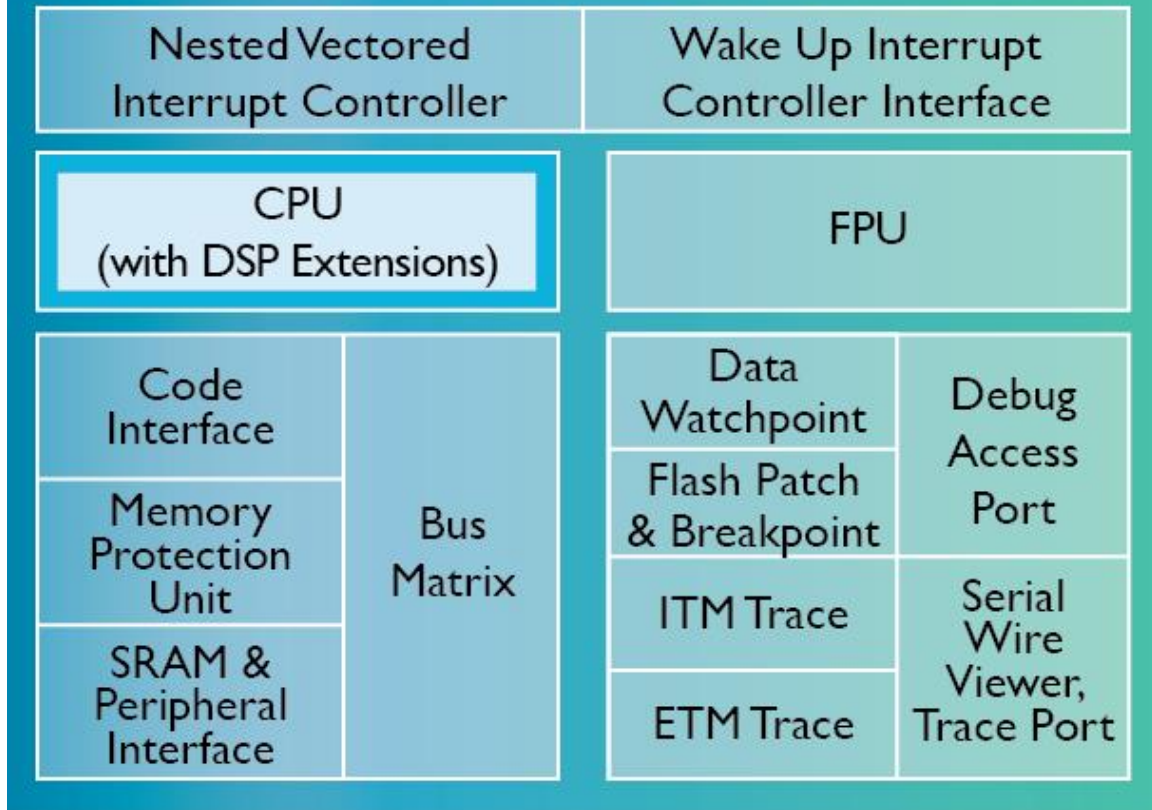 Nested Vectored
Interrupt Controller
Wake Up Interrupt
Controller Interface
CPU
(with DSP Extensions)
FPU
Code
Interface
Memory
Protection
Unit
SRAM &
Peripheral
Interface
Bus
Matrix
Data
Watchpoint
Flash Patch
& Breakpoint
ITM Trace
ETM Trace
Debug
Access
Port
Serial
Wire
Viewer,
Trace Port